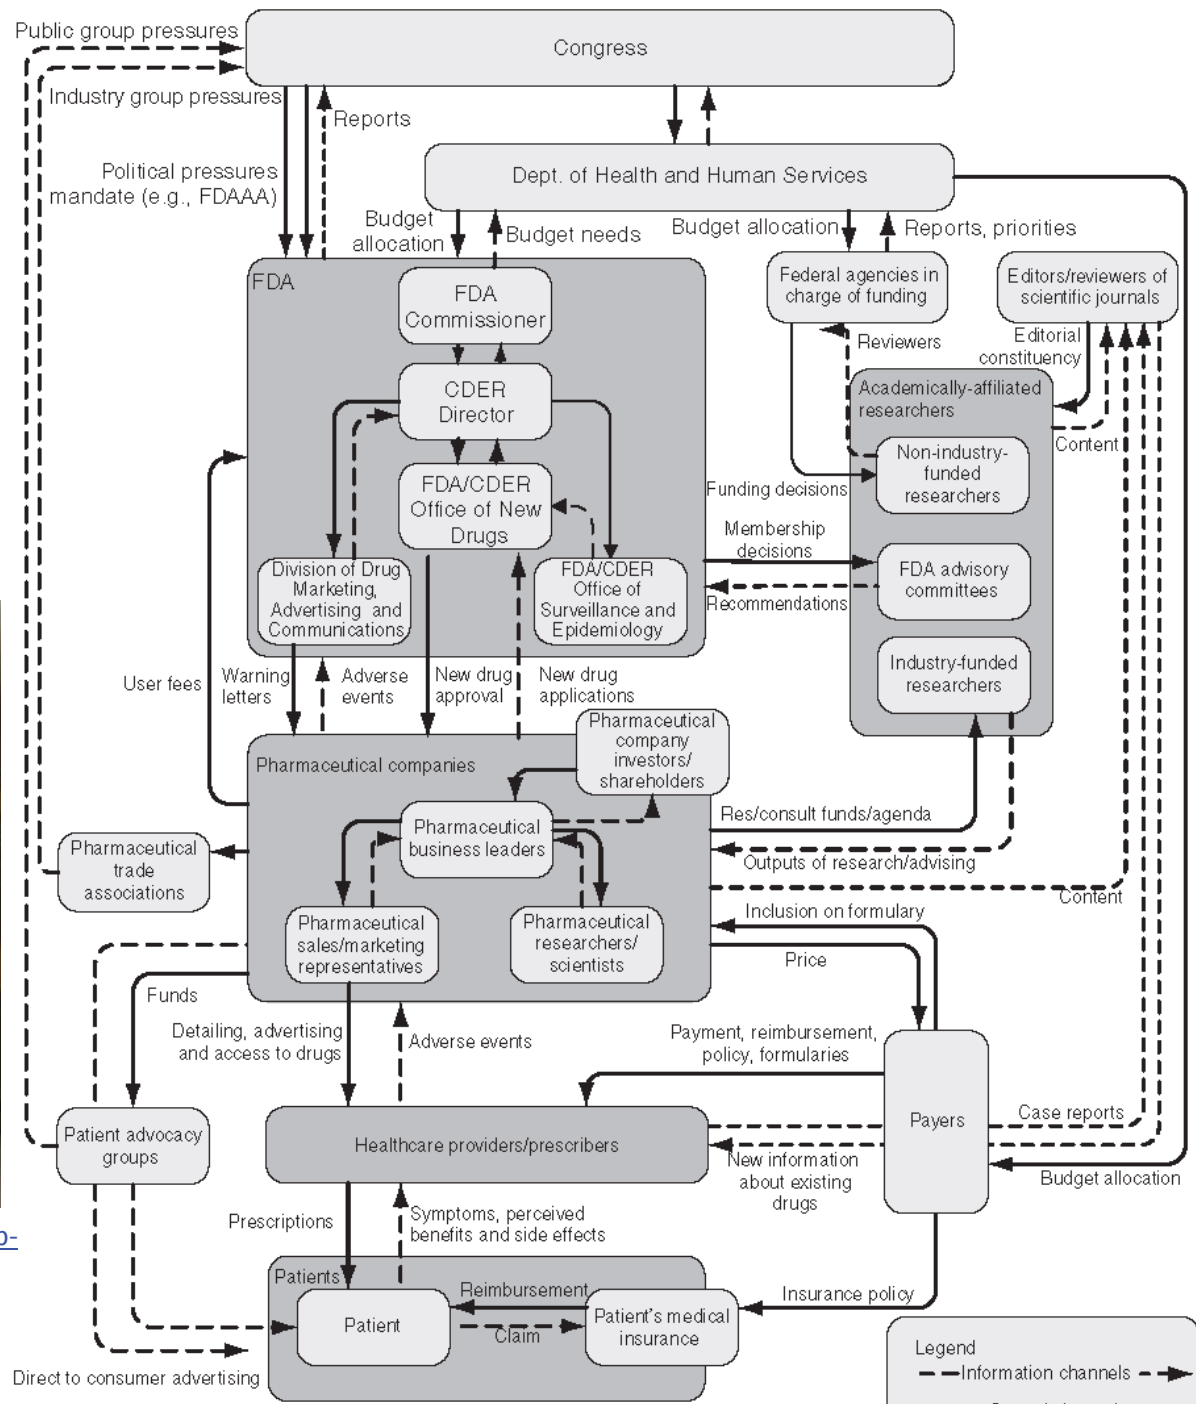 Public group pressures
Congress
Industry group pressures
Reports
Political pressures
mandate (e.g., FDAAA)
Dept. of Health and Human Services
Budget
allocation
Budget needs
Budget allocation
Reports, priorities
FDA
FDA
Commissioner
Federal agencies in
charge of funding
Editors/reviewers of
scientific journals
Reviewers
Editorial
constituency
CDER
Director
Academically-affiliated
researchers
Content
Non-industry-
funded
researchers
FDA/CDER
Office of New
Drugs
Funding decisions
Membership
decisions
Division of Drug
Marketing,
Advertising and
Communications
FDA/CDER
Office of
Surveillance and
Epidemiology
FDA advisory
committees
Recommendations
Industry-funded
researchers
User fees
Warning
letters
Adverse
events
New drug
approval
New drug
applications
Pharmaceutical
company
investors/
shareholders
Pharmaceutical companies
Pharmaceutical
business leaders
Res/consult funds/agenda
Pharmaceutical
trade
associations
Outputs of research/advising
Content
Pharmaceutical
sales/marketing
representatives
Pharmaceutical
researchers/
scientists
Inclusion on formulary
Price
Funds
Detailing, advertising
and access to drugs
Adverse events
Payment, reimbursement,
policy, formularies
Patient advocacy
groups
Healthcare providers/prescribers
Payers
Case reports
New information
about existing
drugs
Budget allocation
Prescriptions
Symptoms, perceived
benefits and side effects
Patients
Reimbursement
Patient
Claim
Patient's medical
insurance
Insurance policy
Direct to consumer advertising
Legend
Information channels